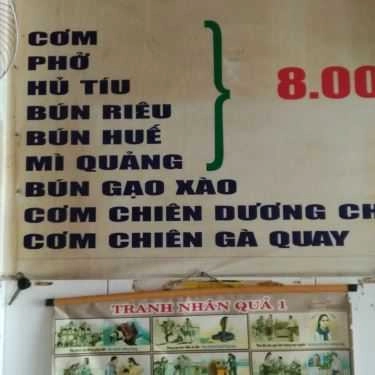 CƠM
PHỞ
HỦ TÍU
BÚN RIÊU
BÚN HUẾ
MÌ QUẢNG
8.00
BÚN GẠO XÀO
CƠM CHIÊN DƯƠNG CH
CƠM CHIÊN GÀ QUAY
TRANH NHÂN QUẢ 1